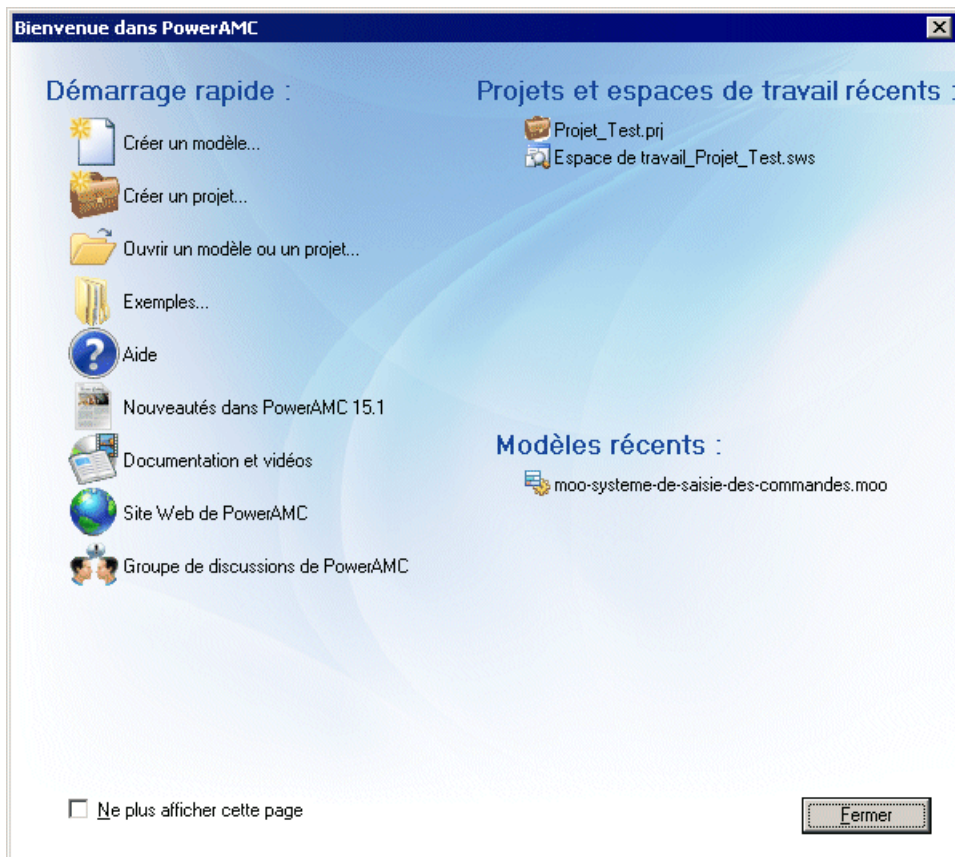 Bienvenue dans PowerAMC
Démarrage rapide :
Créer un modèle...
Créer un projet...
Ouvrir un modèle ou un projet...
Exemples...
Aide
Nouveautés dans PowerAMC 15.1
Documentation et vidéos
Site Web de PowerAMC
Groupe de discussions de PowerAMC
Projets et espaces de travail récents :
Projet_Test.prj
Espace de travail_Projet_Test.sws
Modèles récents :
moo-systeme-de-saisie-des-commandes.moo
Ne plus afficher cette page
Fermer